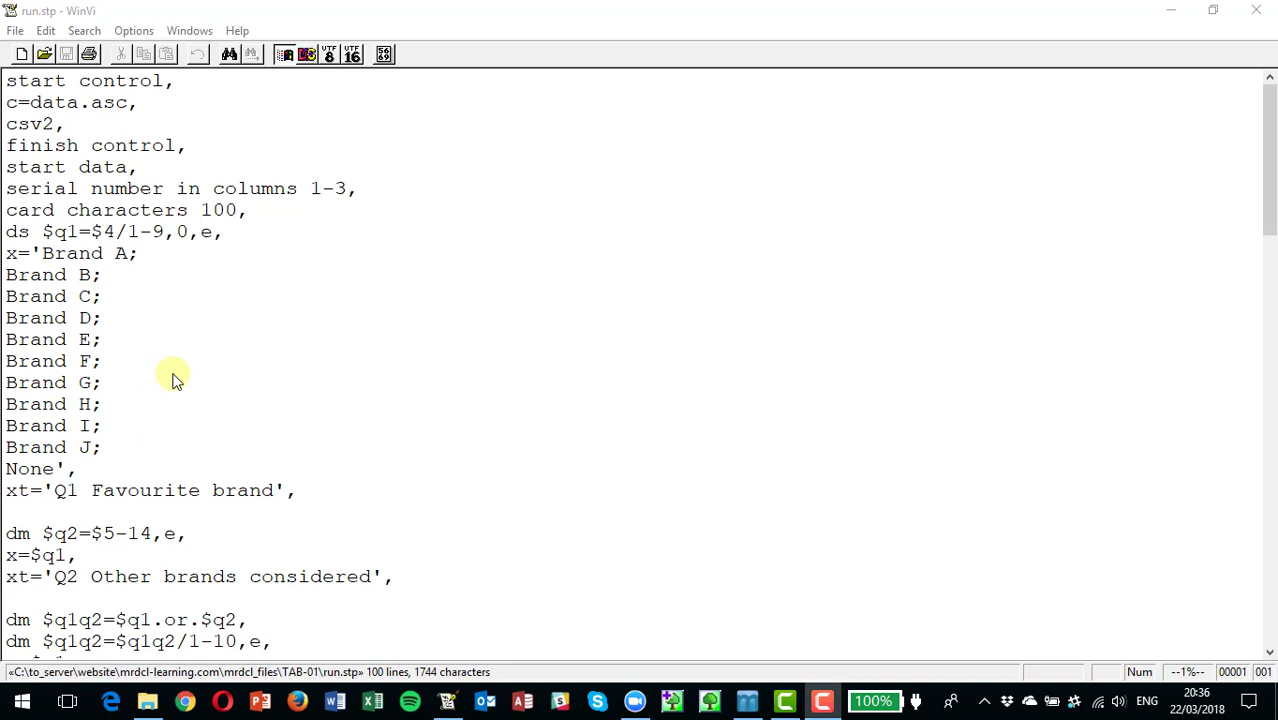 run.stp - WinVi
File Edit Search Options Windows Help
UTF 8 UTF 16
start control,
c=data.asc,
csv2,
finish control,
start data,
serial number in columns 1-3,
card characters 100,
ds $q1=$4/1-9,0,e,
x='Brand A;
Brand B;
Brand C;
Brand D;
Brand E;
Brand F;
Brand G;
Brand H;
Brand I;
Brand J;
None',
xt='Q1 Favourite brand',
dm $q2=$5-14,e,
x=$q1,
xt='Q2 Other brands considered',
dm $q1q2=$q1.or.$q2,
dm $q1q2=$q1q2/1-10,e,
«C:\to_server\website\mrdcl-learning.com\mrdcl_files\TAB-01\run.stp» 100 lines, 1744 characters
Num --1%-- 00001 001
100% ENG 20:36
22/03/2018